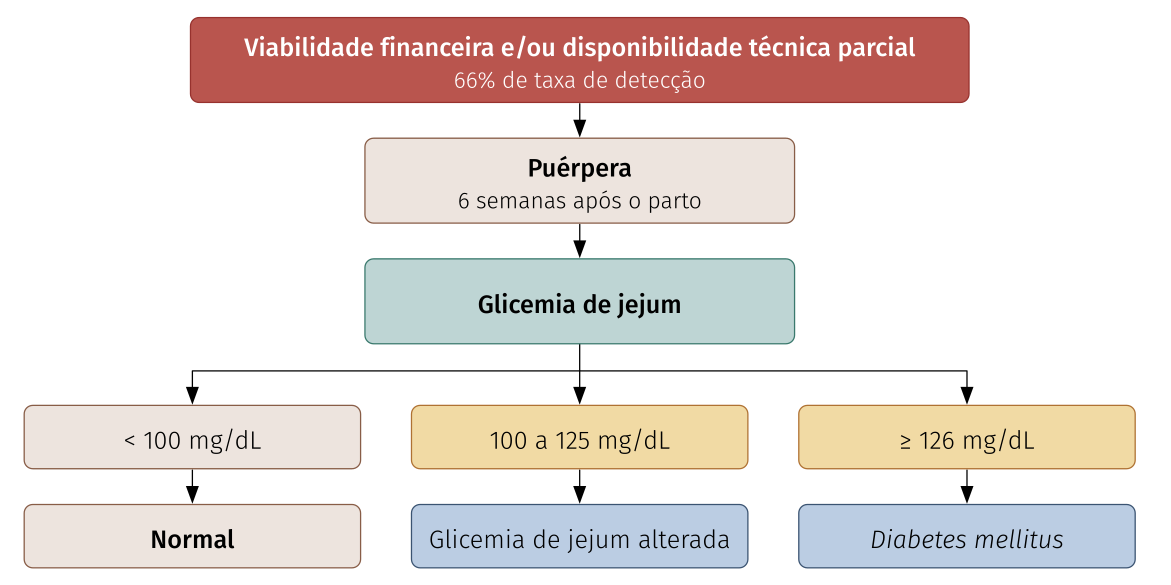 Viabilidade financeira e/ou disponibilidade técnica parcial
66% de taxa de detecção
Puérpera
6 semanas após o parto
Glicemia de jejum
< 100 mg/dL
100 a 125 mg/dL
≥ 126 mg/dL
Normal
Glicemia de jejum alterada
Diabetes mellitus